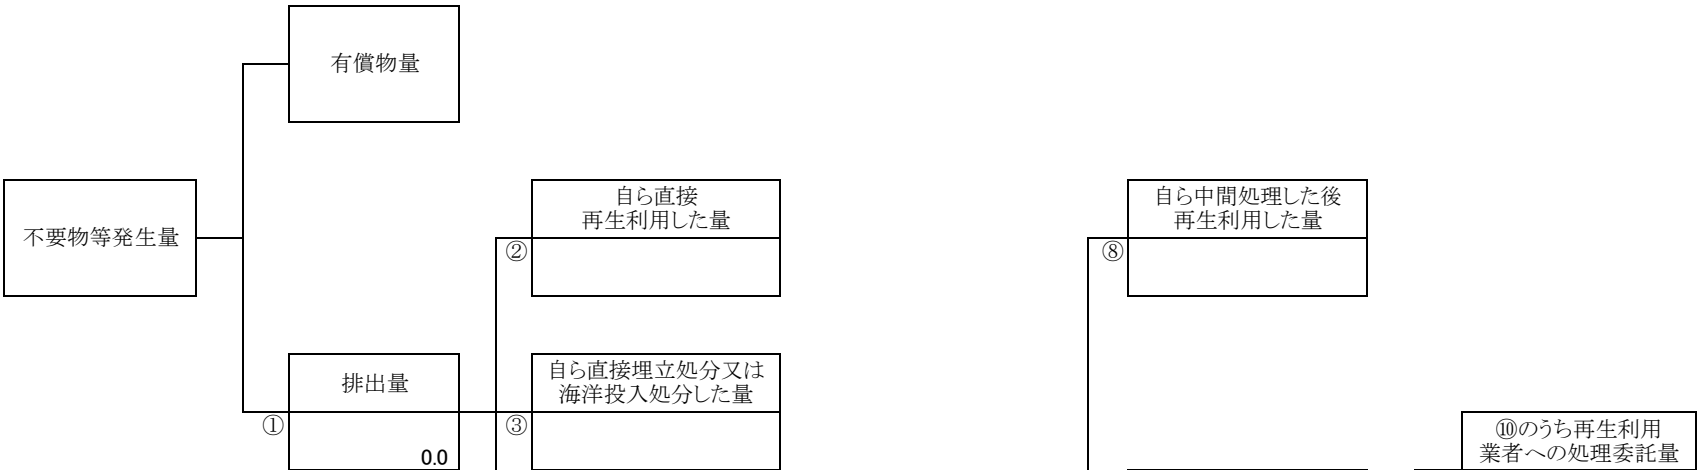 有償物量
不要物等発生量
自ら直接
再生利用した量
②
自ら中間処理した後
再生利用した量
⑧
排出量
①
0.0
自ら直接埋立処分又は
海洋投入処分した量
③
⑩のうち再生利用
業者への処理委託量